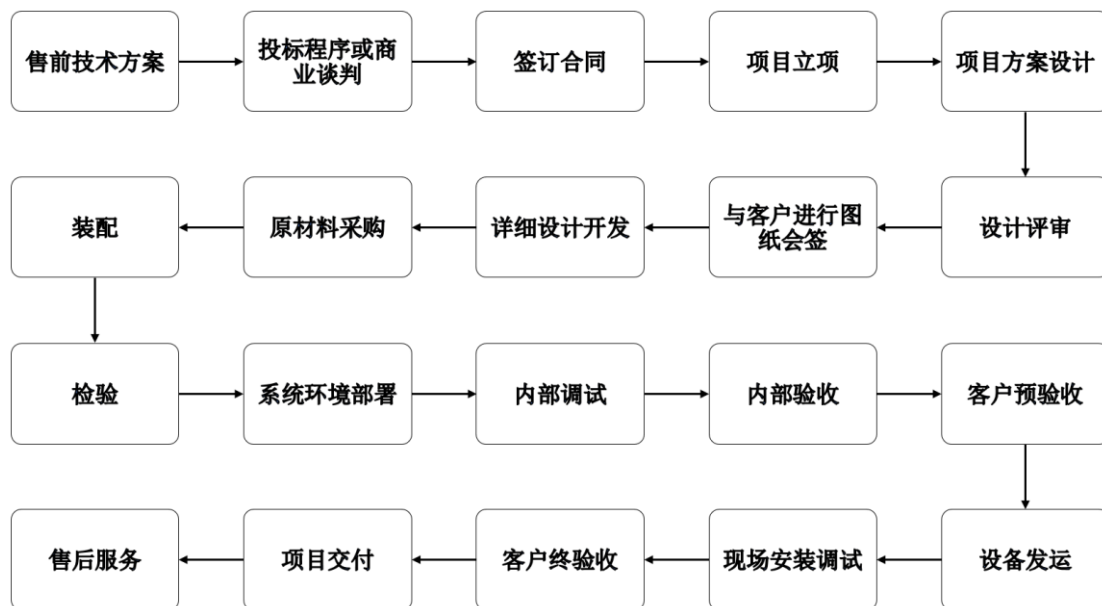 售前技术方案
投标程序或商
业谈判
签订合同
项目立项
项目方案设计
设计评审
与客户进行图
纸会签
详细设计开发
原材料采购
装配
检验
系统环境部署
内部调试
内部验收
客户预验收
设备发运
现场安装调试
客户终验收
项目交付
售后服务